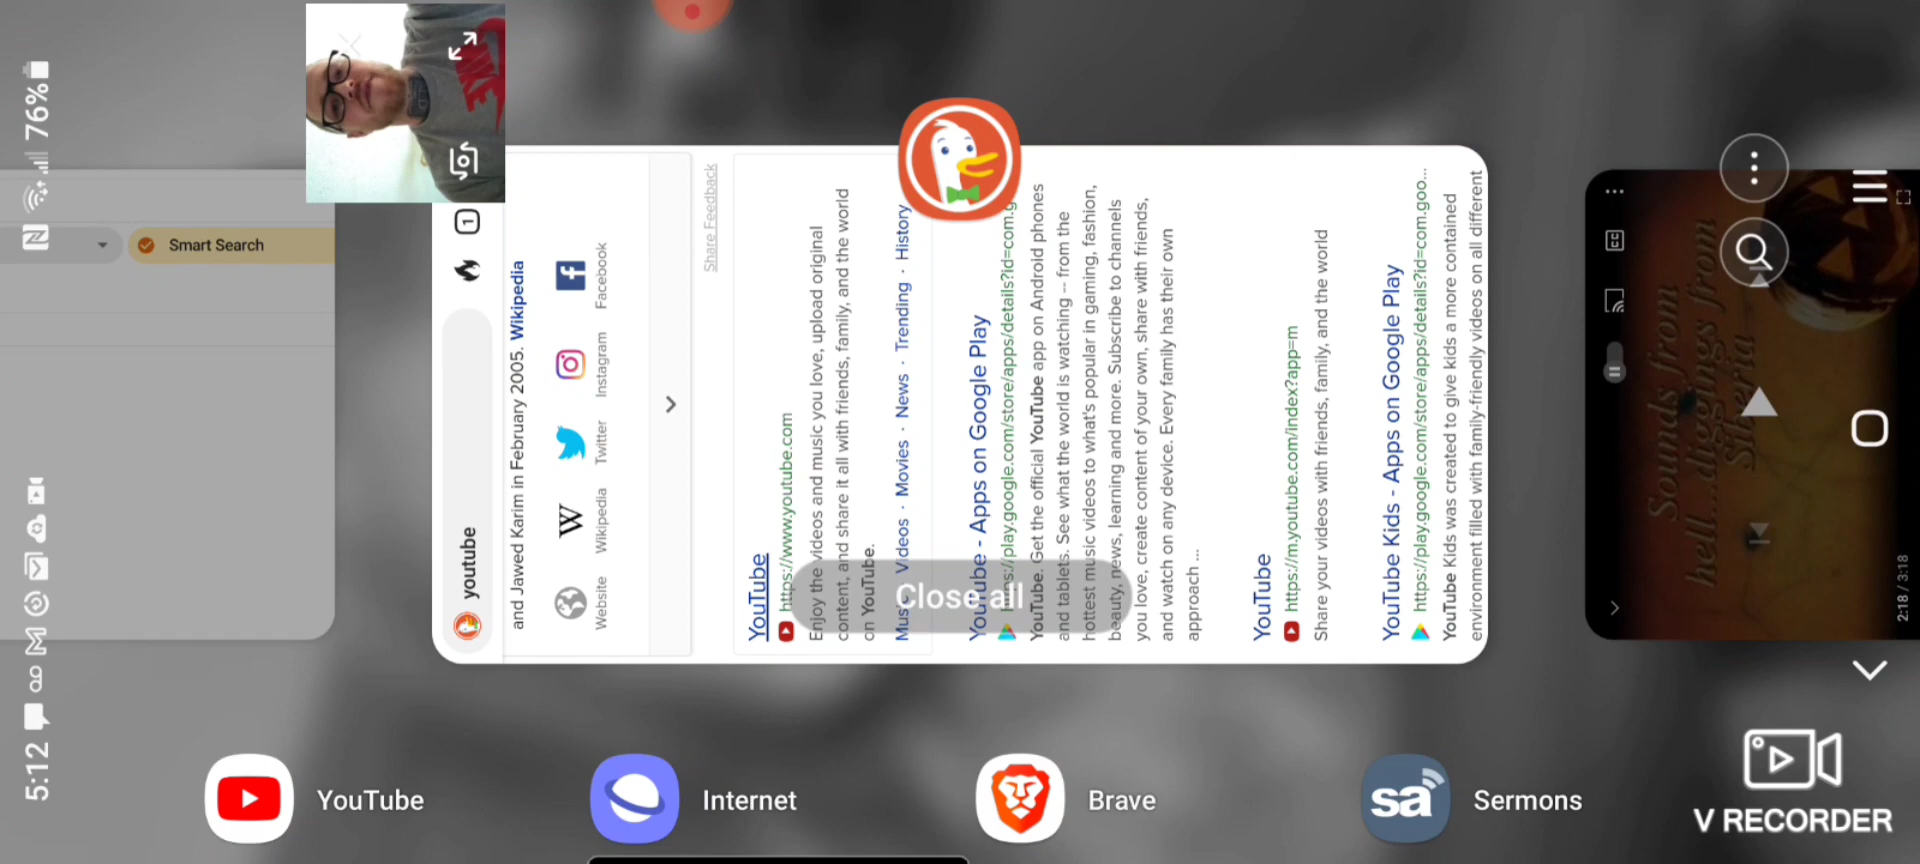 5:12
76%
Smart Search
youtube
1
and Jawed Karim in February 2005. Wikipedia
Website
Wikipedia
Twitter
Instagram
Facebook
Share Feedback
YouTube
https://www.youtube.com
Enjoy the videos and music you love, upload original
content, and share it all with friends, family, and the world
on YouTube.
Music · Videos · Movies · News · Trending · History
YouTube - Apps on Google Play
https://play.google.com/store/apps/details?id=com.g
YouTube. Get the official YouTube app on Android phones
and tablets. See what the world is watching -- from the
hottest music videos to what's popular in gaming, fashion,
beauty, news, learning and more. Subscribe to channels
you love, create content of your own, share with friends,
and watch on any device. Every family has their own
approach ...
YouTube
https://m.youtube.com/index?app=m
Share your videos with friends, family, and the world
YouTube Kids - Apps on Google Play
https://play.google.com/store/apps/details?id=com.goo...
YouTube Kids was created to give kids a more contained
environment filled with family-friendly videos on all different
Close all
CC
Sounds from
hell...diggings from
Siberia
2:18 / 3:18
YouTube
Internet
Brave
sa
Sermons
V RECORDER